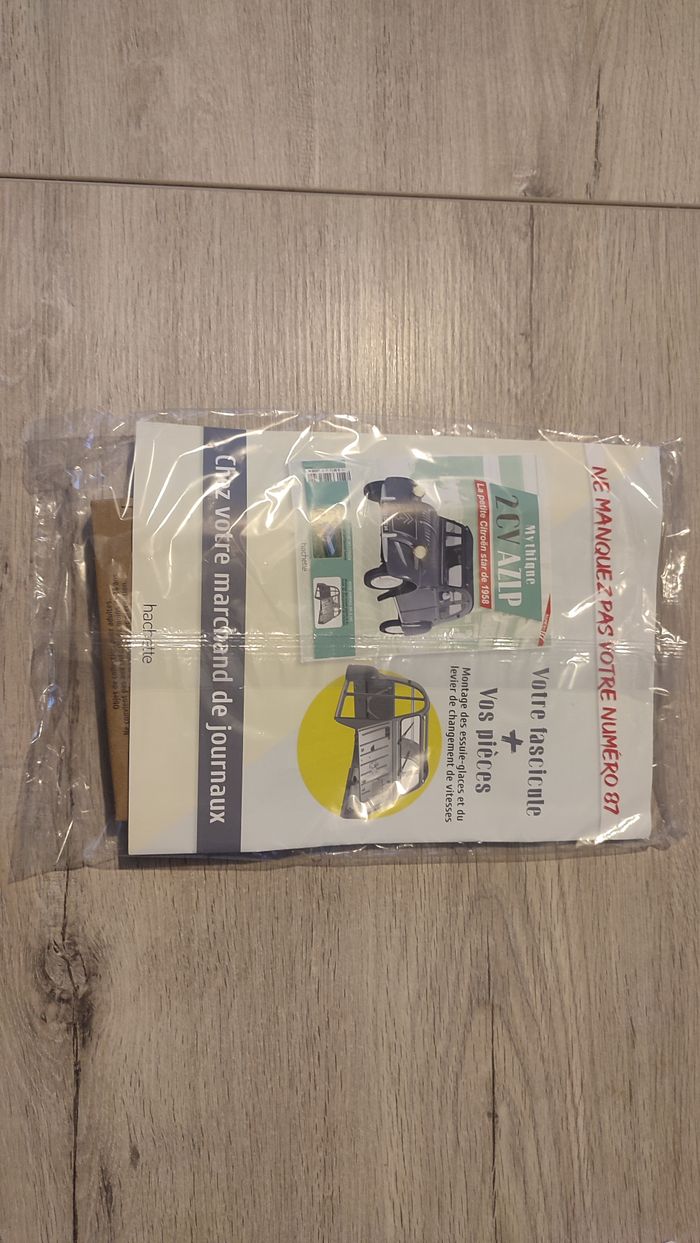 NE MANQUEZ PAS VOTRE NUMÉRO 87
Mythique
2CV AZLP
La petite Citroën star de 1958
hachette
Votre fascicule
+
Vos pièces
Montage des essuie-glaces et du
levier de changement de vitesses
Chez votre marchand de journaux
hachette